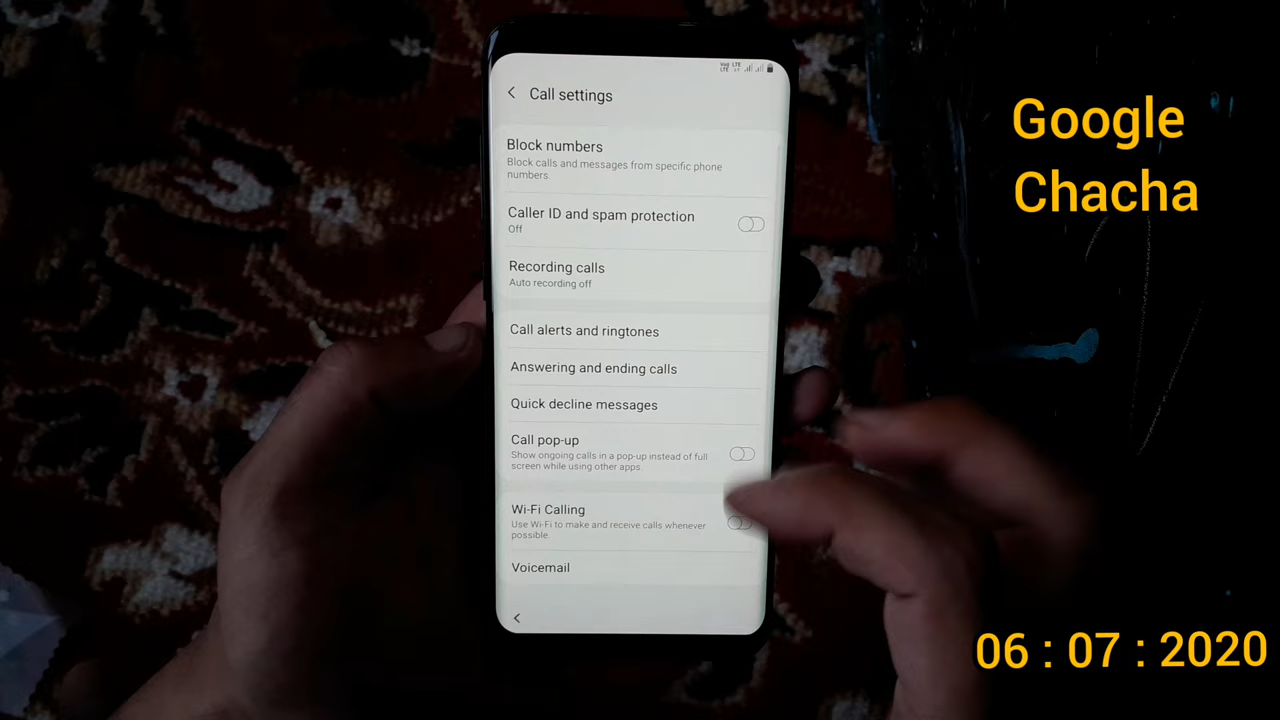 Call settings
Block numbers
Block calls and messages from specific phone
numbers.
Caller ID and spam protection
Off
Recording calls
Auto recording off
Call alerts and ringtones
Answering and ending calls
Quick decline messages
Call pop-up
Show ongoing calls in a pop-up instead of full
screen while using other apps.
Wi-Fi Calling
Use Wi-Fi to make and receive calls whenever
possible.
Voicemail
Google
Chacha
06 : 07 : 2020